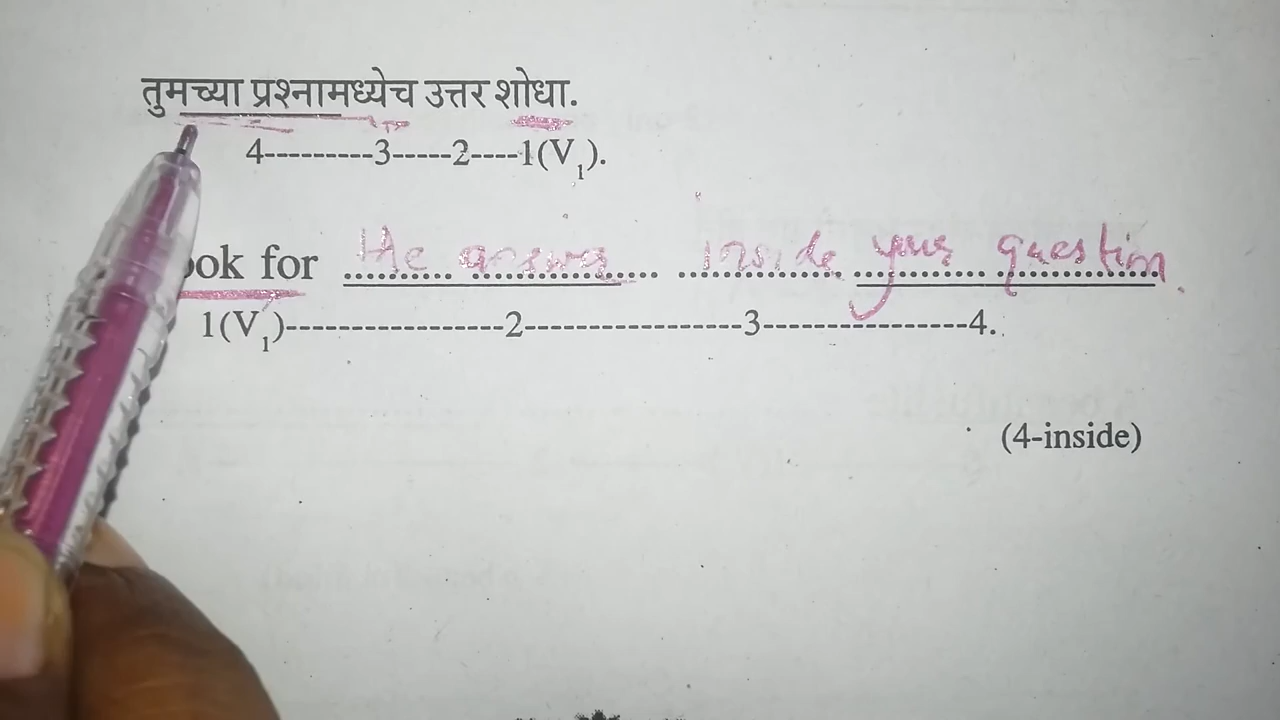 तुमच्या प्रश्नामध्येच उत्तर शोधा.
4---------3-----2----1(V1).
ook for the answer inside your question.
1(V1)-----------------2-----------------3----------------4.
(4-inside)